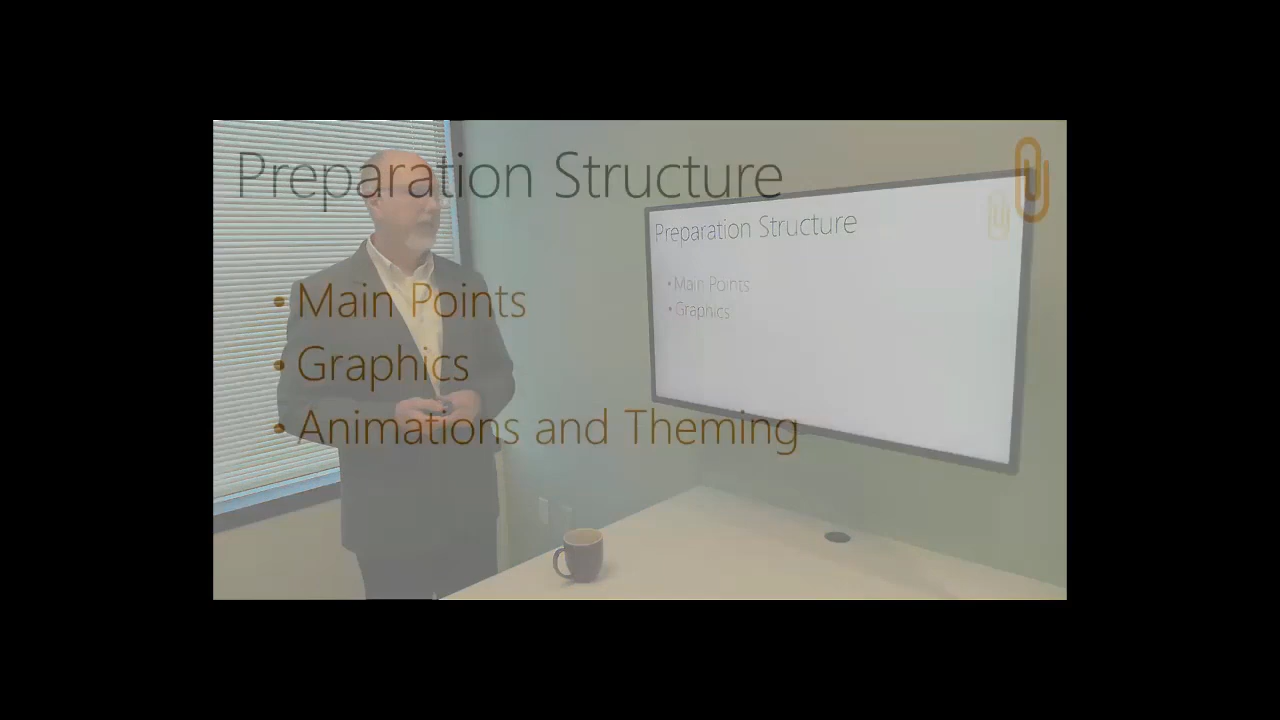 Preparation Structure
• Main Points
• Graphics
• Animations and Theming
Preparation Structure
• Main Points
• Graphics